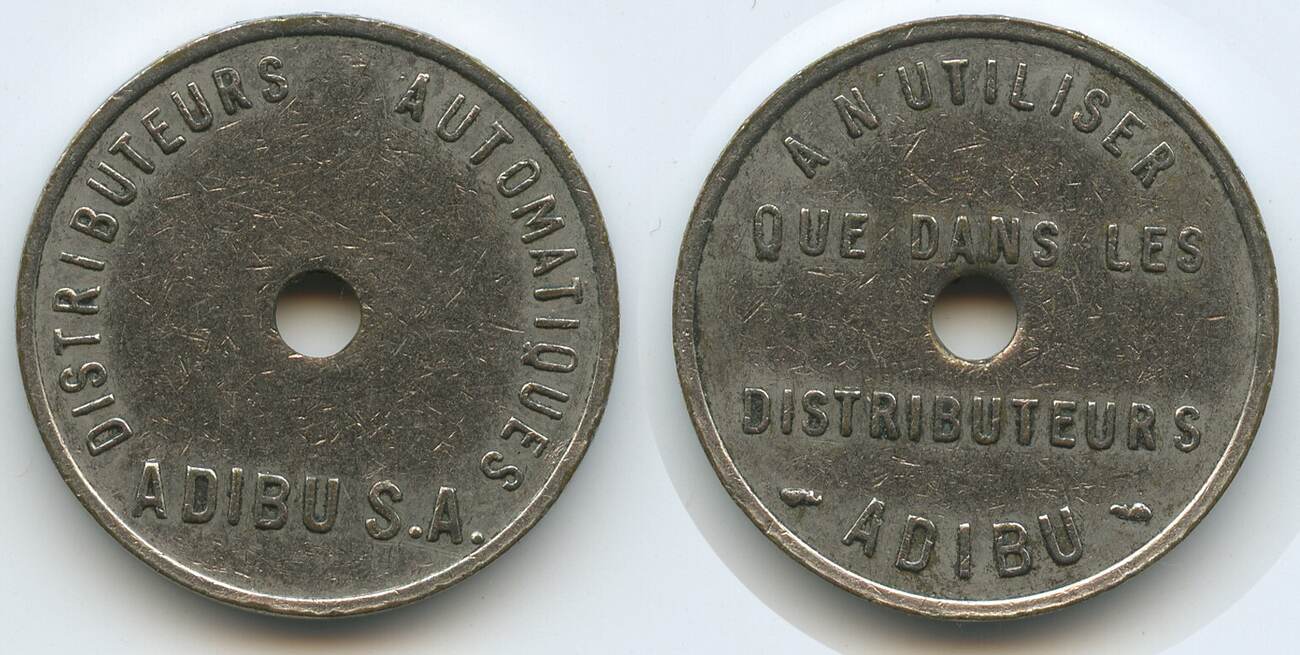 DISTRIBUTEURS AUTOMATIQUES
ADIBU S.A.
A N'UTILISER
QUE DANS LES
DISTRIBUTEURS
ADIBU